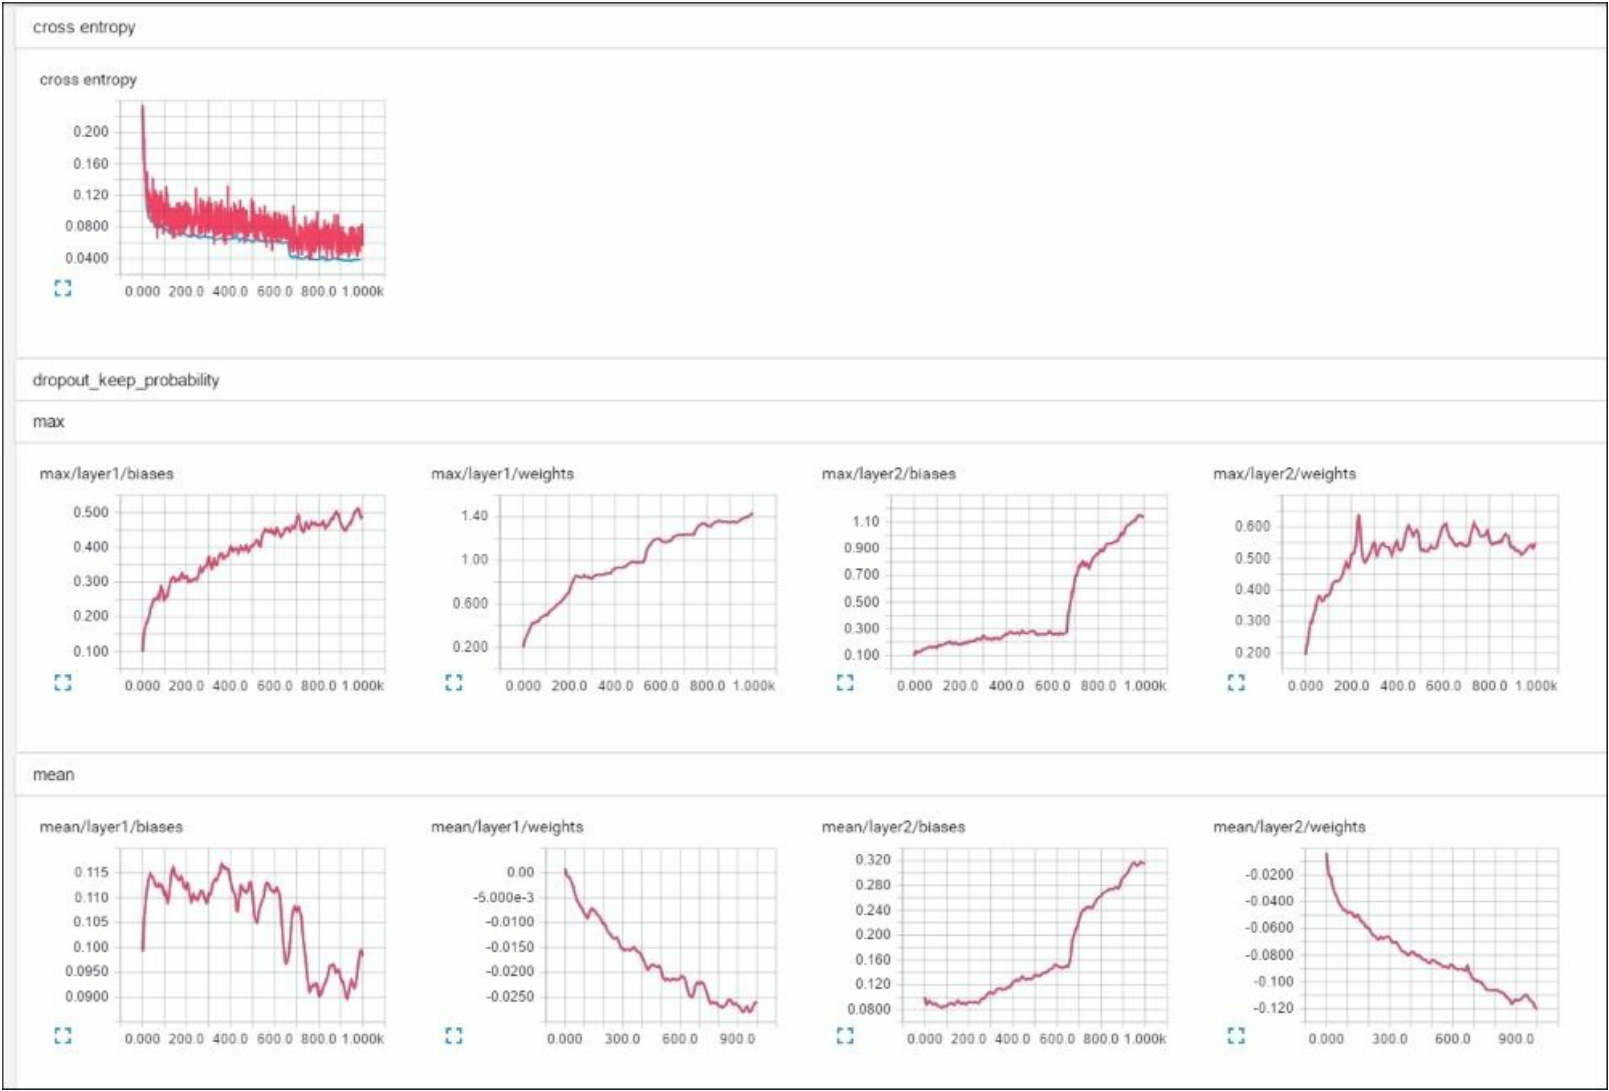 cross entropy
cross entropy
0.200
0.160
0.120
0.0800
0.0400
0.000 200.0 400.0 600.0 800.0 1.000k
dropout_keep_probability
max
max/layer1/biases
0.500
0.400
0.300
0.200
0.100
0.000 200.0 400.0 600.0 800.0 1.000k
max/layer1/weights
1.40
1.00
0.600
0.200
0.000 200.0 400.0 600.0 800.0 1.000k
max/layer2/biases
1.10
0.900
0.700
0.500
0.300
0.100
0.000 200.0 400.0 600.0 800.0 1.000k
max/layer2/weights
0.600
0.500
0.400
0.300
0.200
0.000 200.0 400.0 600.0 800.0 1.000k
mean
mean/layer1/biases
0.115
0.110
0.105
0.100
0.0950
0.0900
0.000 200.0 400.0 600.0 800.0 1.000k
mean/layer1/weights
0.00
-5.000e-3
-0.0100
-0.0150
-0.0200
-0.0250
0.000 300.0 600.0 900.0
mean/layer2/biases
0.320
0.280
0.240
0.200
0.160
0.120
0.0800
0.000 200.0 400.0 600.0 800.0 1.000k
mean/layer2/weights
-0.0200
-0.0400
-0.0600
-0.0800
-0.100
-0.120
0.000 300.0 600.0 900.0